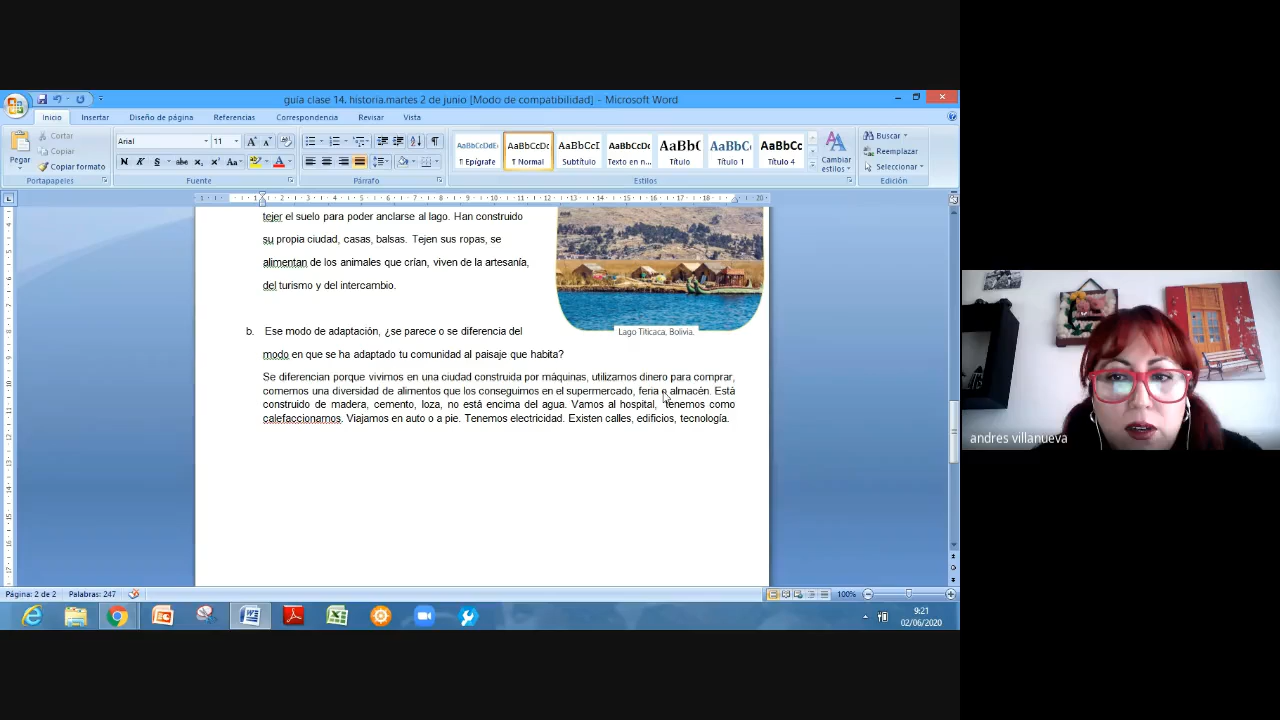 guía clase 14. historia.martes 2 de junio [Modo de compatibilidad] - Microsoft Word
Inicio Insertar Diseño de página Referencias Correspondencia Revisar Vista
Pegar
Cortar
Copiar
Copiar formato
Portapapeles
Arial 11
Fuente
Párrafo
AaBbCcDdE AaBbCcDc AaBbCcI AaBbCcDc AaBbC AaBbCc AaBbCc
¶ Epígrafe ¶ Normal Subtítulo Texto en n... Título Título 1 Título 4
Cambiar estilos
Estilos
Buscar
Reemplazar
Seleccionar
Edición
tejer el suelo para poder anclarse al lago. Han construido
su propia ciudad, casas, balsas. Tejen sus ropas, se
alimentan de los animales que crían, viven de la artesanía,
del turismo y del intercambio.
Lago Titicaca, Bolivia.
b. Ese modo de adaptación, ¿se parece o se diferencia del
modo en que se ha adaptado tu comunidad al paisaje que habita?
Se diferencian porque vivimos en una ciudad construida por máquinas, utilizamos dinero para comprar,
comemos una diversidad de alimentos que los conseguimos en el supermercado, feria o almacén. Está
construido de madera, cemento, loza, no está encima del agua. Vamos al hospital, tenemos como
calefaccionarnos. Viajamos en auto o a pie. Tenemos electricidad. Existen calles, edificios, tecnología.
Página: 2 de 2 Palabras: 247 100%
9:21
02/06/2020
andres villanueva